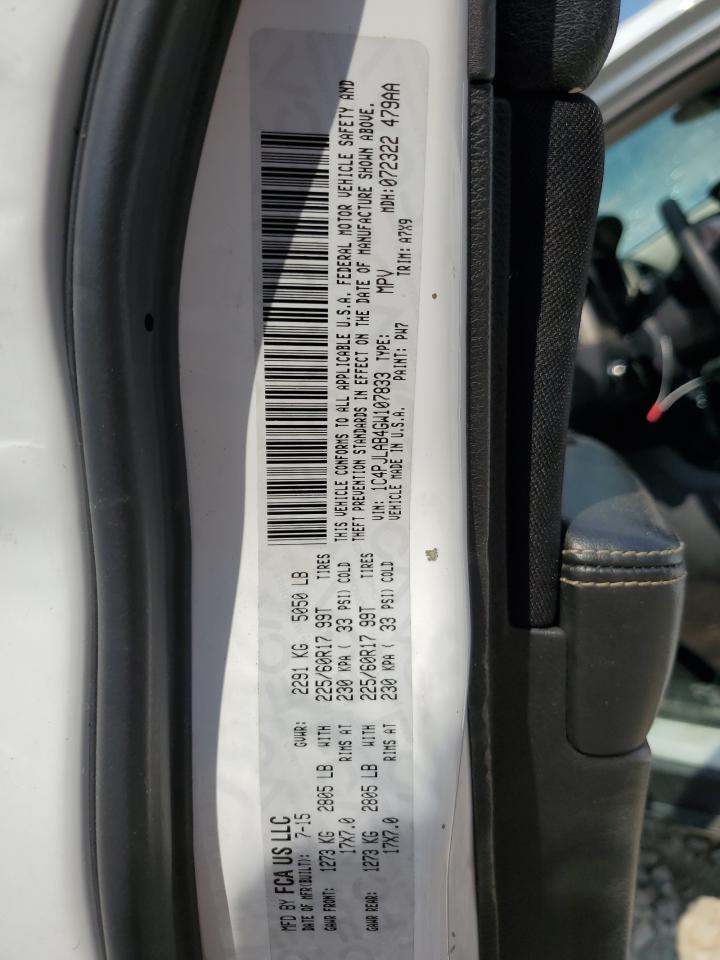 MFD BY FCA US LLC
DATE OF MFR(BUILT): 7-15 GVWR: 2291 KG 5050 LB
GAWR FRONT: 1273 KG 2805 LB WITH 225/60R17 99T TIRES
17X7.0 RIMS AT 230 KPA ( 33 PSI) COLD
GAWR REAR: 1273 KG 2805 LB WITH 225/60R17 99T TIRES
17X7.0 RIMS AT 230 KPA ( 33 PSI) COLD
THIS VEHICLE CONFORMS TO ALL APPLICABLE U.S.A. FEDERAL MOTOR VEHICLE SAFETY AND
THEFT PREVENTION STANDARDS IN EFFECT ON THE DATE OF MANUFACTURE SHOWN ABOVE.
VIN: 1C4PJLAB4GW107833 TYPE: MPV MDH:072322 479AA
VEHICLE MADE IN U.S.A. PAINT: PW7 TRIM: A7X9